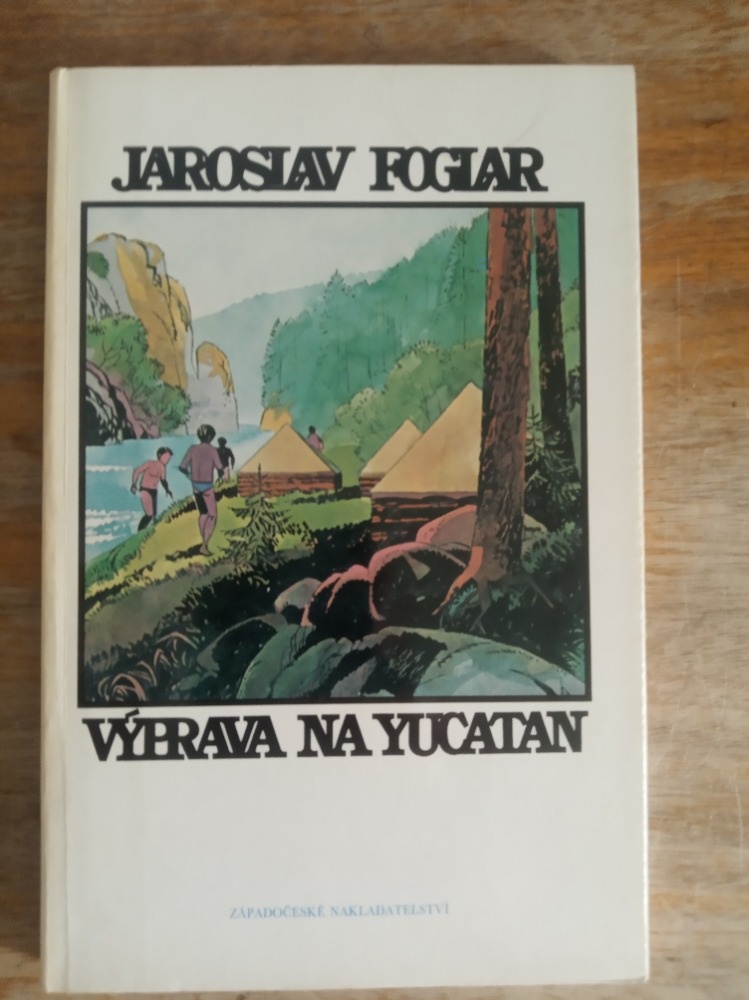 JAROSLAV FOGLAR
VÝPRAVA NA YUCATAN
ZÁPADOČESKÉ NAKLADATELSTVÍ